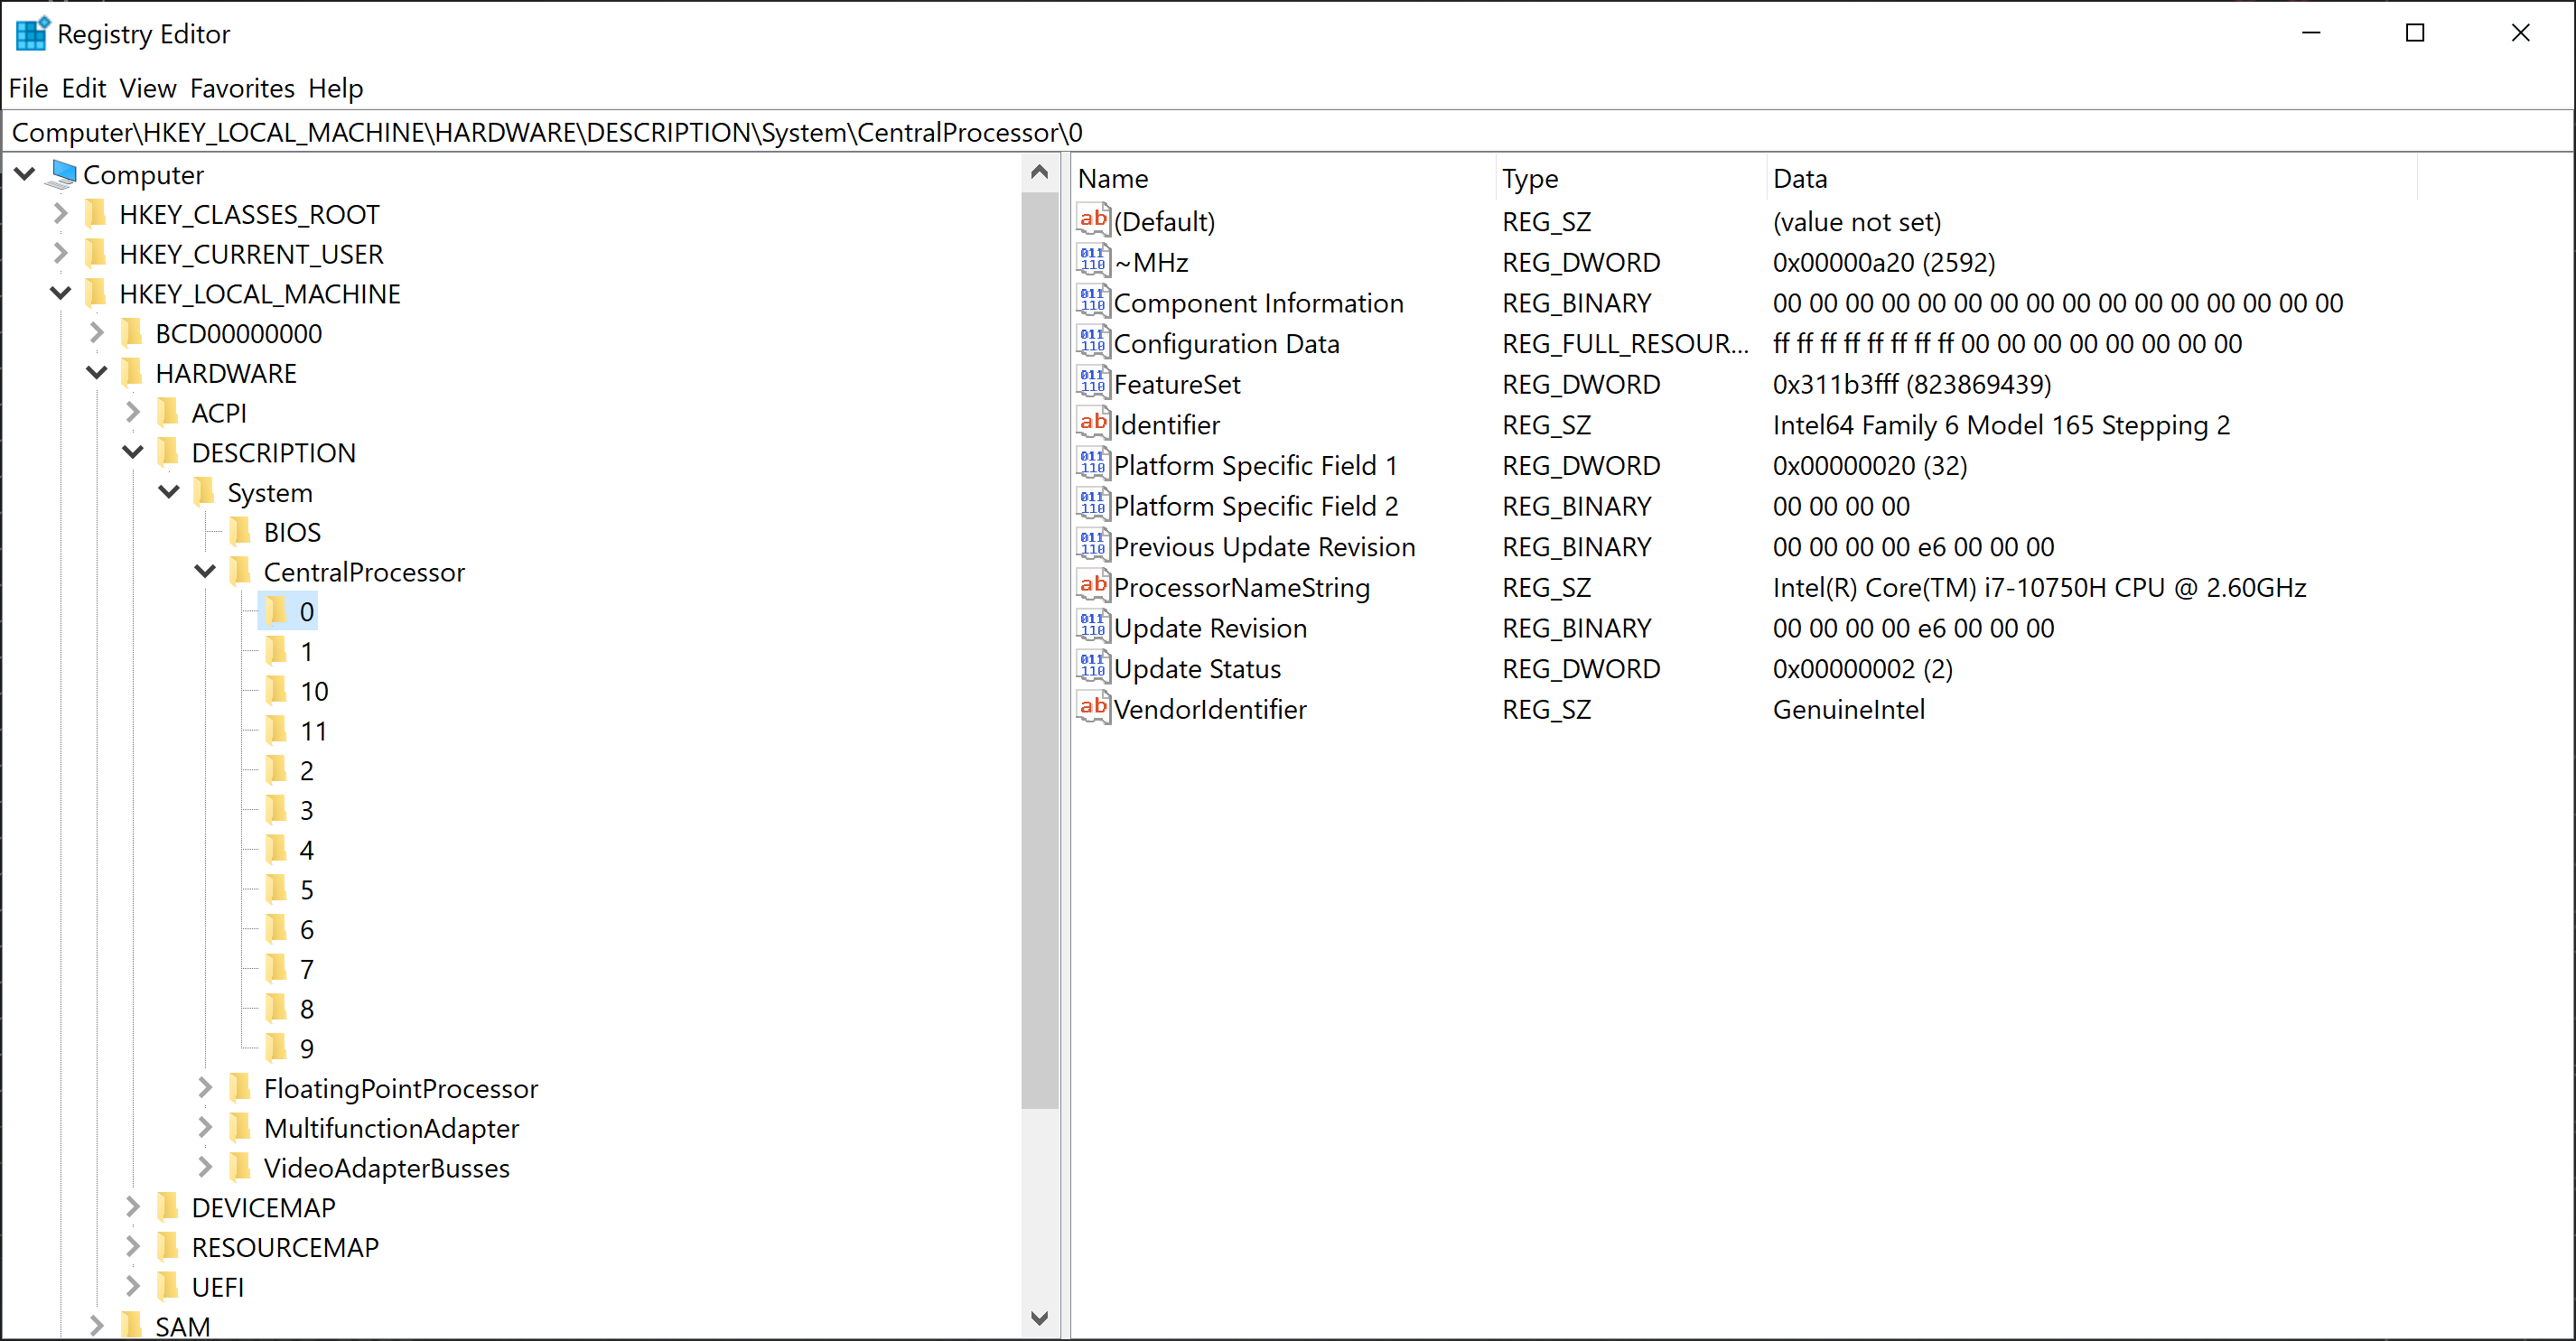 Registry Editor
File Edit View Favorites Help
Computer\HKEY_LOCAL_MACHINE\HARDWARE\DESCRIPTION\System\CentralProcessor\0
Computer
HKEY_CLASSES_ROOT
HKEY_CURRENT_USER
HKEY_LOCAL_MACHINE
BCD00000000
HARDWARE
ACPI
DESCRIPTION
System
BIOS
CentralProcessor
0
1
10
11
2
3
4
5
6
7
8
9
FloatingPointProcessor
MultifunctionAdapter
VideoAdapterBusses
DEVICEMAP
RESOURCEMAP
UEFI
SAM
Name Type Data
(Default) REG_SZ (value not set)
~MHz REG_DWORD 0x00000a20 (2592)
Component Information REG_BINARY 00 00 00 00 00 00 00 00 00 00 00 00 00 00 00 00
Configuration Data REG_FULL_RESOUR... ff ff ff ff ff ff ff ff 00 00 00 00 00 00 00 00
FeatureSet REG_DWORD 0x311b3fff (823869439)
Identifier REG_SZ Intel64 Family 6 Model 165 Stepping 2
Platform Specific Field 1 REG_DWORD 0x00000020 (32)
Platform Specific Field 2 REG_BINARY 00 00 00 00
Previous Update Revision REG_BINARY 00 00 00 00 e6 00 00 00
ProcessorNameString REG_SZ Intel(R) Core(TM) i7-10750H CPU @ 2.60GHz
Update Revision REG_BINARY 00 00 00 00 e6 00 00 00
Update Status REG_DWORD 0x00000002 (2)
VendorIdentifier REG_SZ GenuineIntel